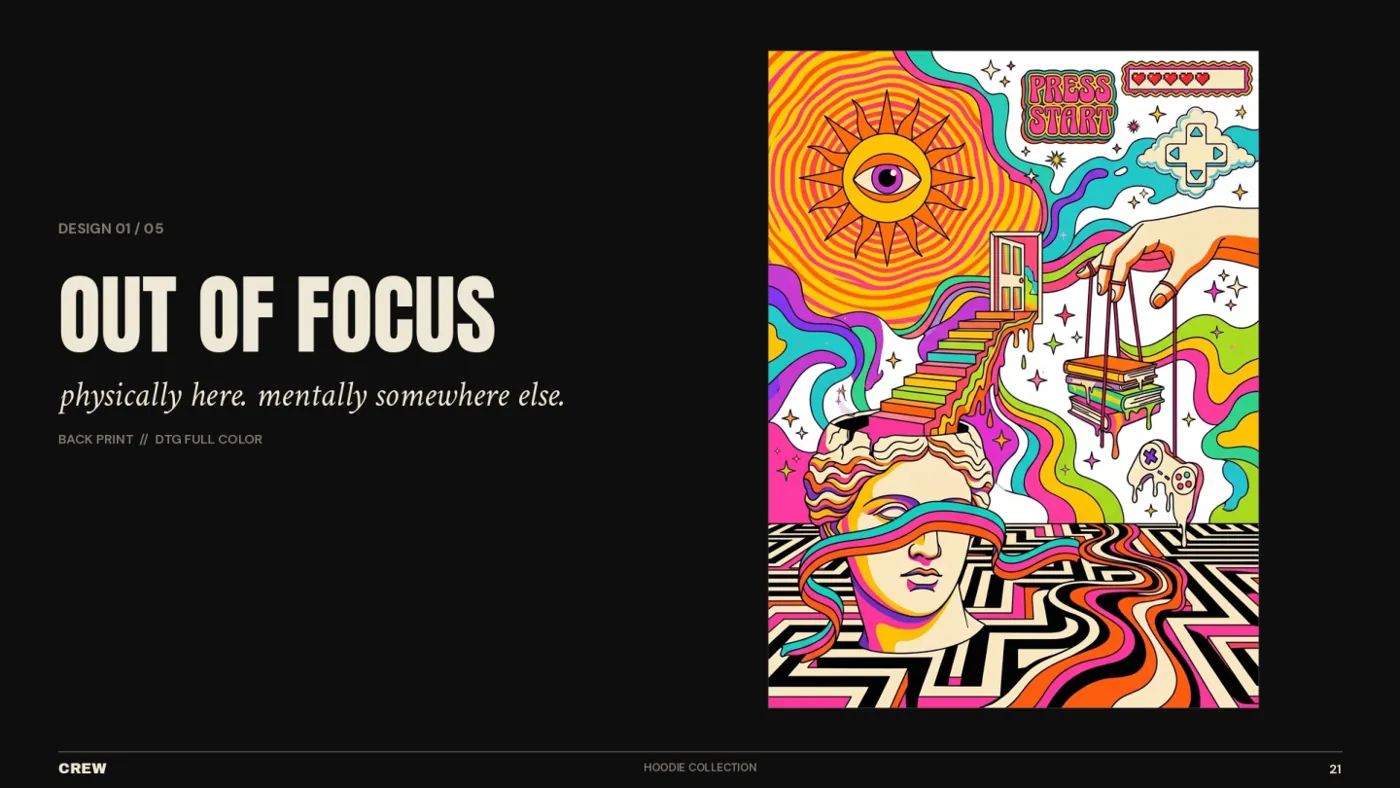 DESIGN 01 / 05
OUT OF FOCUS
physically here. mentally somewhere else.
BACK PRINT // DTG FULL COLOR
PRESS
START
CREW
HOODIE COLLECTION
21